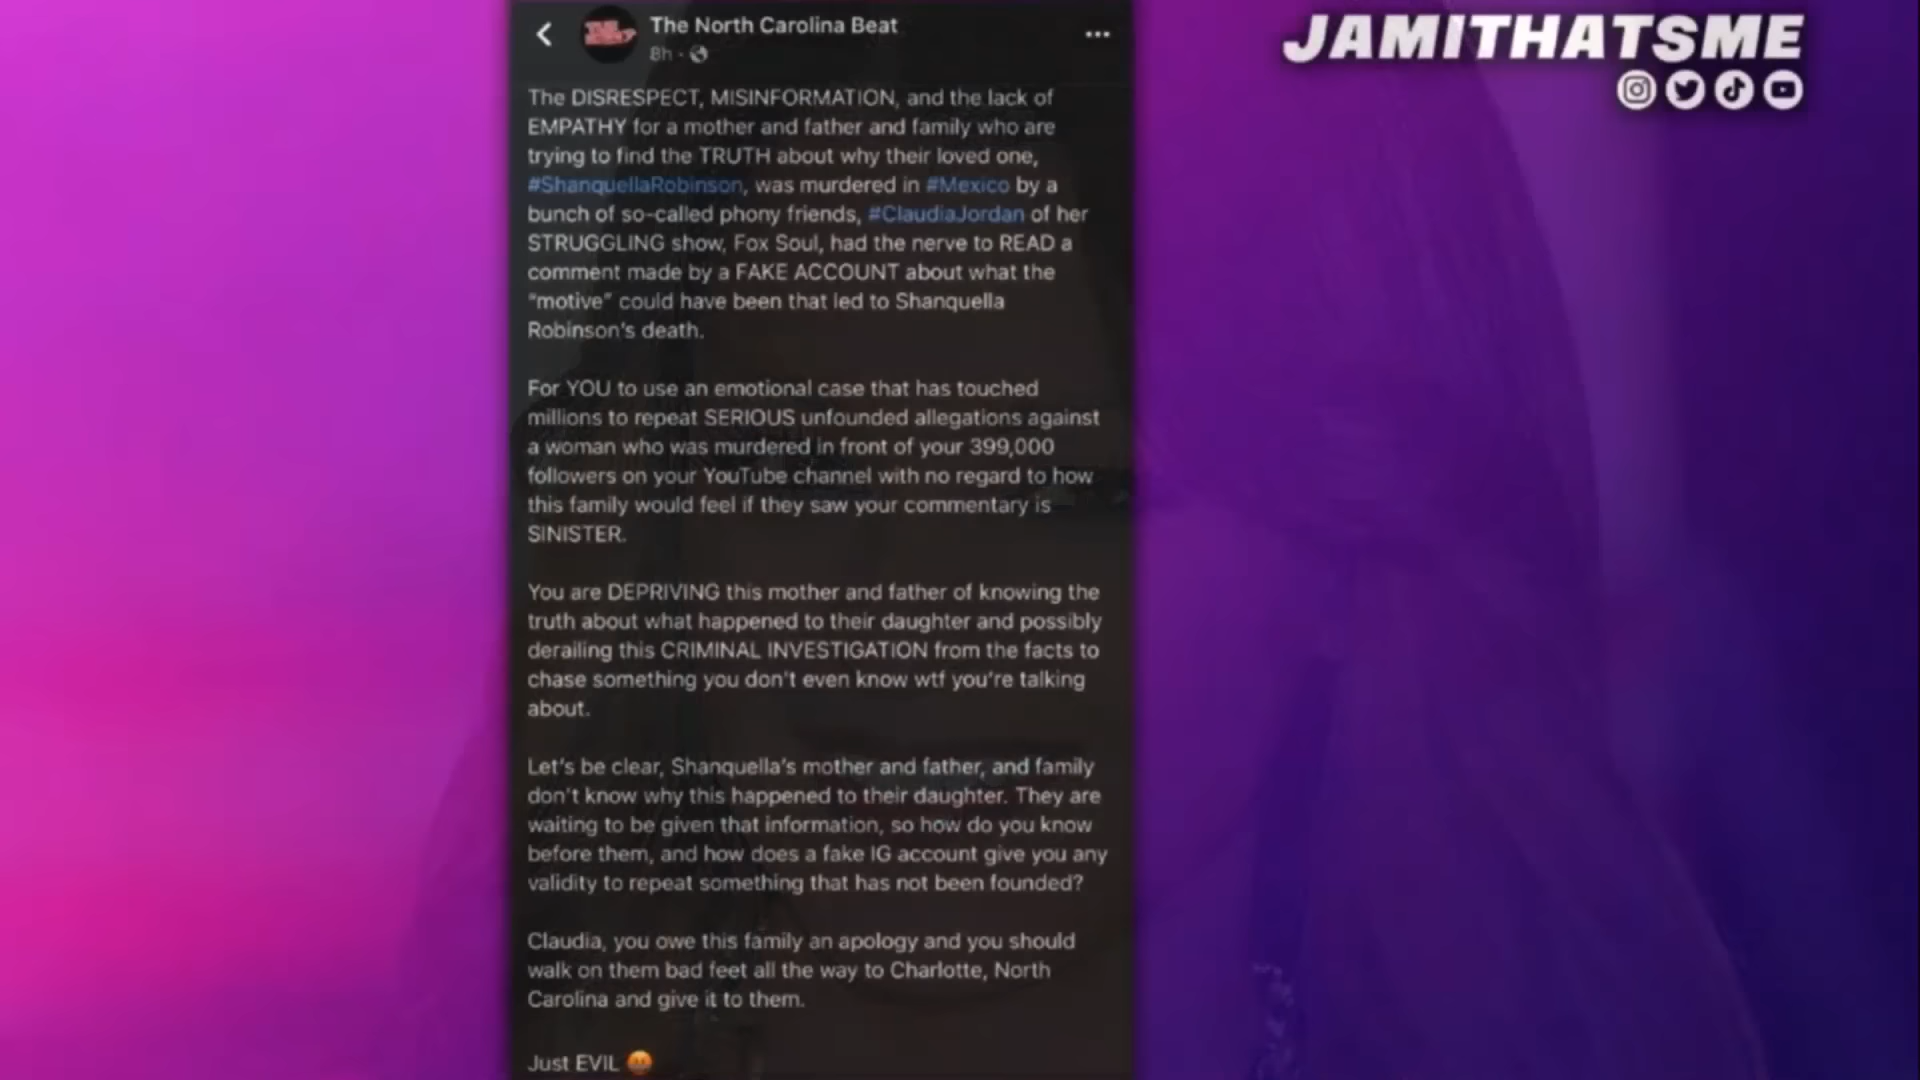 JAMITHATSME
The North Carolina Beat
8h ·
The DISRESPECT, MISINFORMATION, and the lack of
EMPATHY for a mother and father and family who are
trying to find the TRUTH about why their loved one,
#ShanquellaRobinson, was murdered in #Mexico by a
bunch of so-called phony friends, #ClaudiaJordan of her
STRUGGLING show, Fox Soul, had the nerve to READ a
comment made by a FAKE ACCOUNT about what the
“motive” could have been that led to Shanquella
Robinson's death.
For YOU to use an emotional case that has touched
millions to repeat SERIOUS unfounded allegations against
a woman who was murdered in front of your 399,000
followers on your YouTube channel with no regard to how
this family would feel if they saw your commentary is
SINISTER.
You are DEPRIVING this mother and father of knowing the
truth about what happened to their daughter and possibly
derailing this CRIMINAL INVESTIGATION from the facts to
chase something you don't even know wtf you're talking
about.
Let's be clear, Shanquella's mother and father, and family
don't know why this happened to their daughter. They are
waiting to be given that information, so how do you know
before them, and how does a fake IG account give you any
validity to repeat something that has not been founded?
Claudia, you owe this family an apology and you should
walk on them bad feet all the way to Charlotte, North
Carolina and give it to them.
Just EVIL 😡